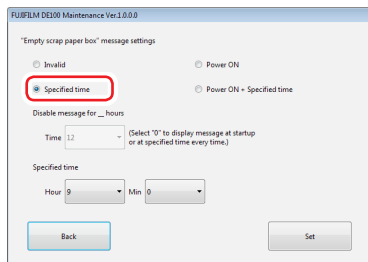 FUJIFILM DE100 Maintenance Ver.1.0.0.0
"Empty scrap paper box" message settings
Invalid Power ON
Specified time Power ON + Specified time
Disable message for __ hours
Time 12 (Select "0" to display message at startup
or at specified time every time.)
Specified time
Hour 9 Min 0
Back Set